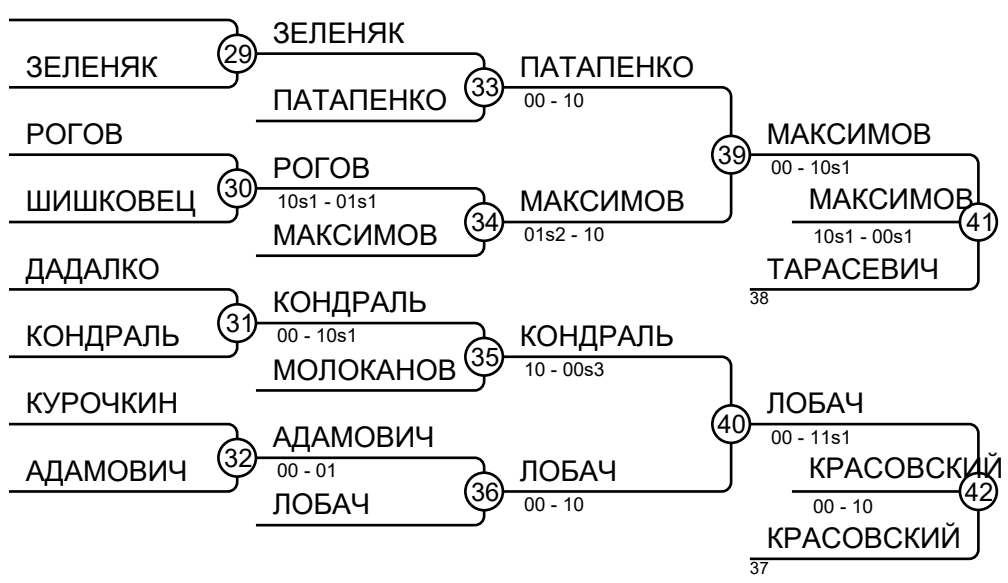 ЗЕЛЕНЯК
29
ЗЕЛЕНЯК
33
ПАТАПЕНКО
ПАТАПЕНКО
00 - 10
РОГОВ
39
МАКСИМОВ
00 - 10s1
30
РОГОВ
10s1 - 01s1
ШИШКОВЕЦ
34
МАКСИМОВ
01s2 - 10
МАКСИМОВ
10s1 - 00s1
41
МАКСИМОВ
ДАДАЛКО
ТАРАСЕВИЧ
38
31
КОНДРАЛЬ
00 - 10s1
КОНДРАЛЬ
35
КОНДРАЛЬ
10 - 00s3
МОЛОКАНОВ
КУРОЧКИН
40
ЛОБАЧ
00 - 11s1
32
АДАМОВИЧ
00 - 01
АДАМОВИЧ
36
ЛОБАЧ
00 - 10
КРАСОВСКИЙ
00 - 10
42
ЛОБАЧ
КРАСОВСКИЙ
37